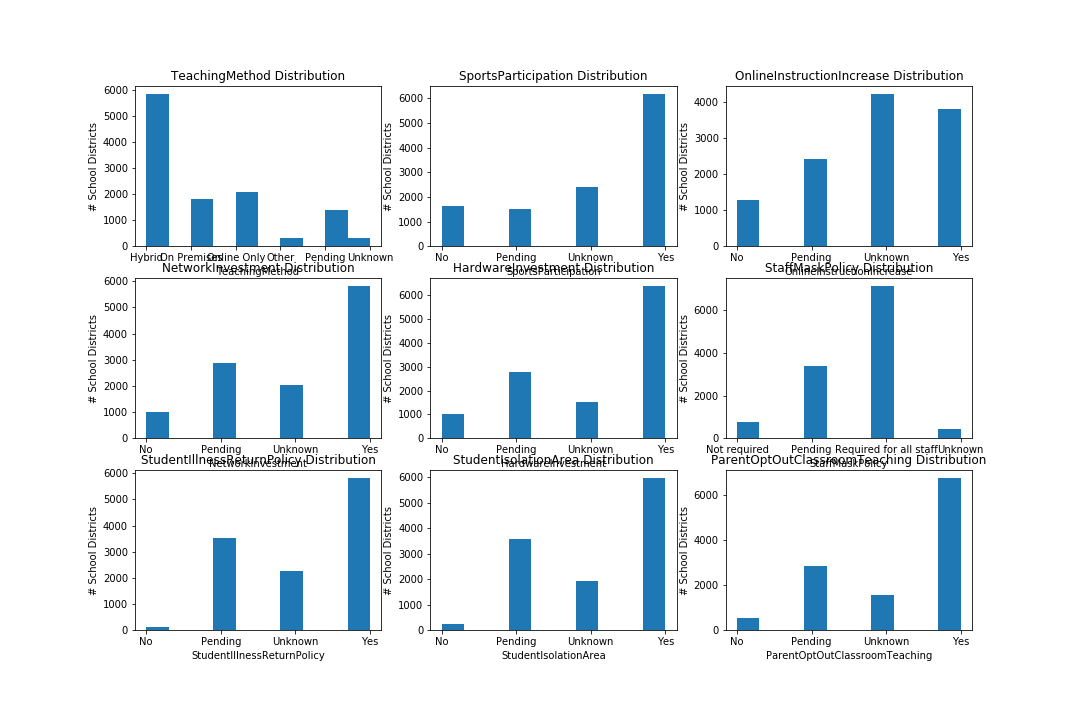 TeachingMethod Distribution
# School Districts
6000
5000
4000
3000
2000
1000
0
Hybrid On Premises Online Only Other Pending Unknown
TeachingMethod
SportsParticipation Distribution
# School Districts
6000
5000
4000
3000
2000
1000
0
No Pending Unknown Yes
SportsParticipation
OnlineInstructionIncrease Distribution
# School Districts
4000
3000
2000
1000
0
No Pending Unknown Yes
OnlineInstructionIncrease
NetworkInvestment Distribution
# School Districts
6000
5000
4000
3000
2000
1000
0
No Pending Unknown Yes
NetworkInvestment
HardwareInvestment Distribution
# School Districts
6000
5000
4000
3000
2000
1000
0
No Pending Unknown Yes
HardwareInvestment
StaffMaskPolicy Distribution
# School Districts
6000
4000
2000
0
Not required Pending Required for all staff Unknown
StaffMaskPolicy
StudentIllnessReturnPolicy Distribution
# School Districts
6000
5000
4000
3000
2000
1000
0
No Pending Unknown Yes
StudentIllnessReturnPolicy
StudentIsolationArea Distribution
# School Districts
6000
5000
4000
3000
2000
1000
0
No Pending Unknown Yes
StudentIsolationArea
ParentOptOutClassroomTeaching Distribution
# School Districts
6000
4000
2000
0
No Pending Unknown Yes
ParentOptOutClassroomTeaching